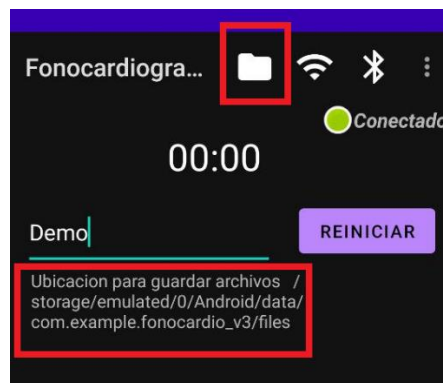 Fonocardiogra...
Conectado
00:00
Demo
REINICIAR
Ubicacion para guardar archivos /
storage/emulated/0/Android/data/
com.example.fonocardio_v3/files